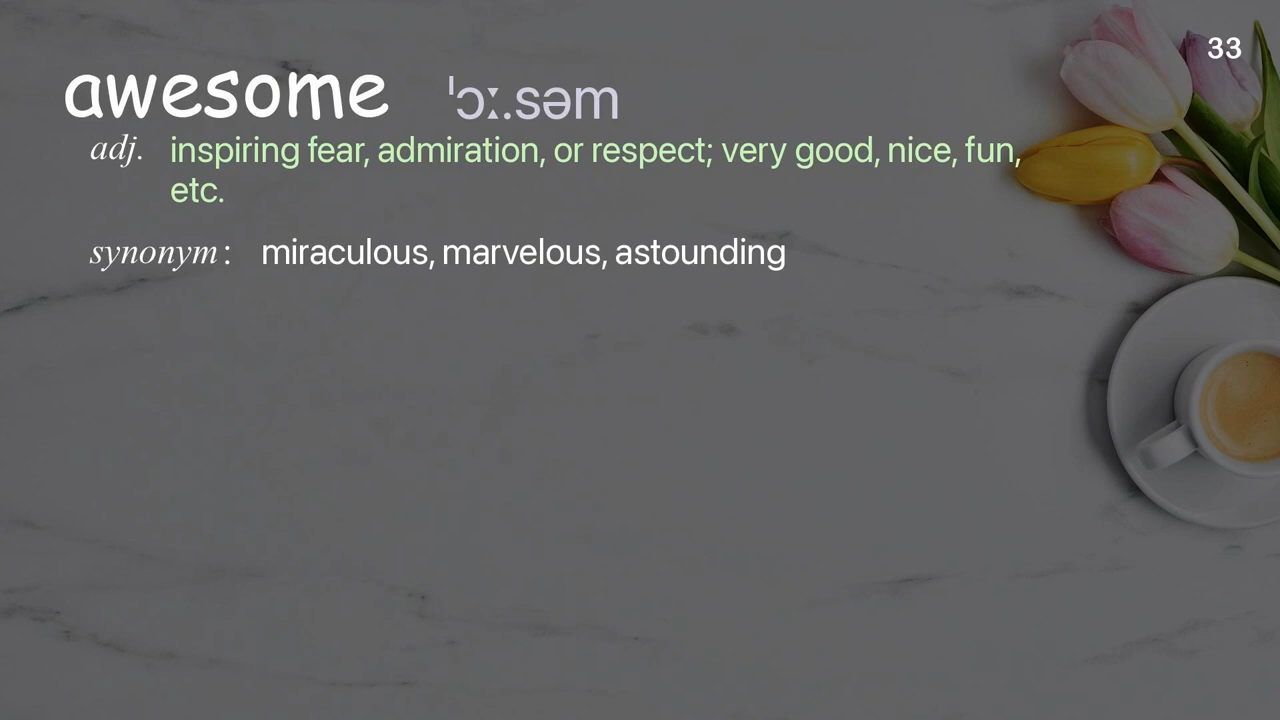 33
awesome ˈɔː.səm
adj. inspiring fear, admiration, or respect; very good, nice, fun,
etc.
synonym : miraculous, marvelous, astounding